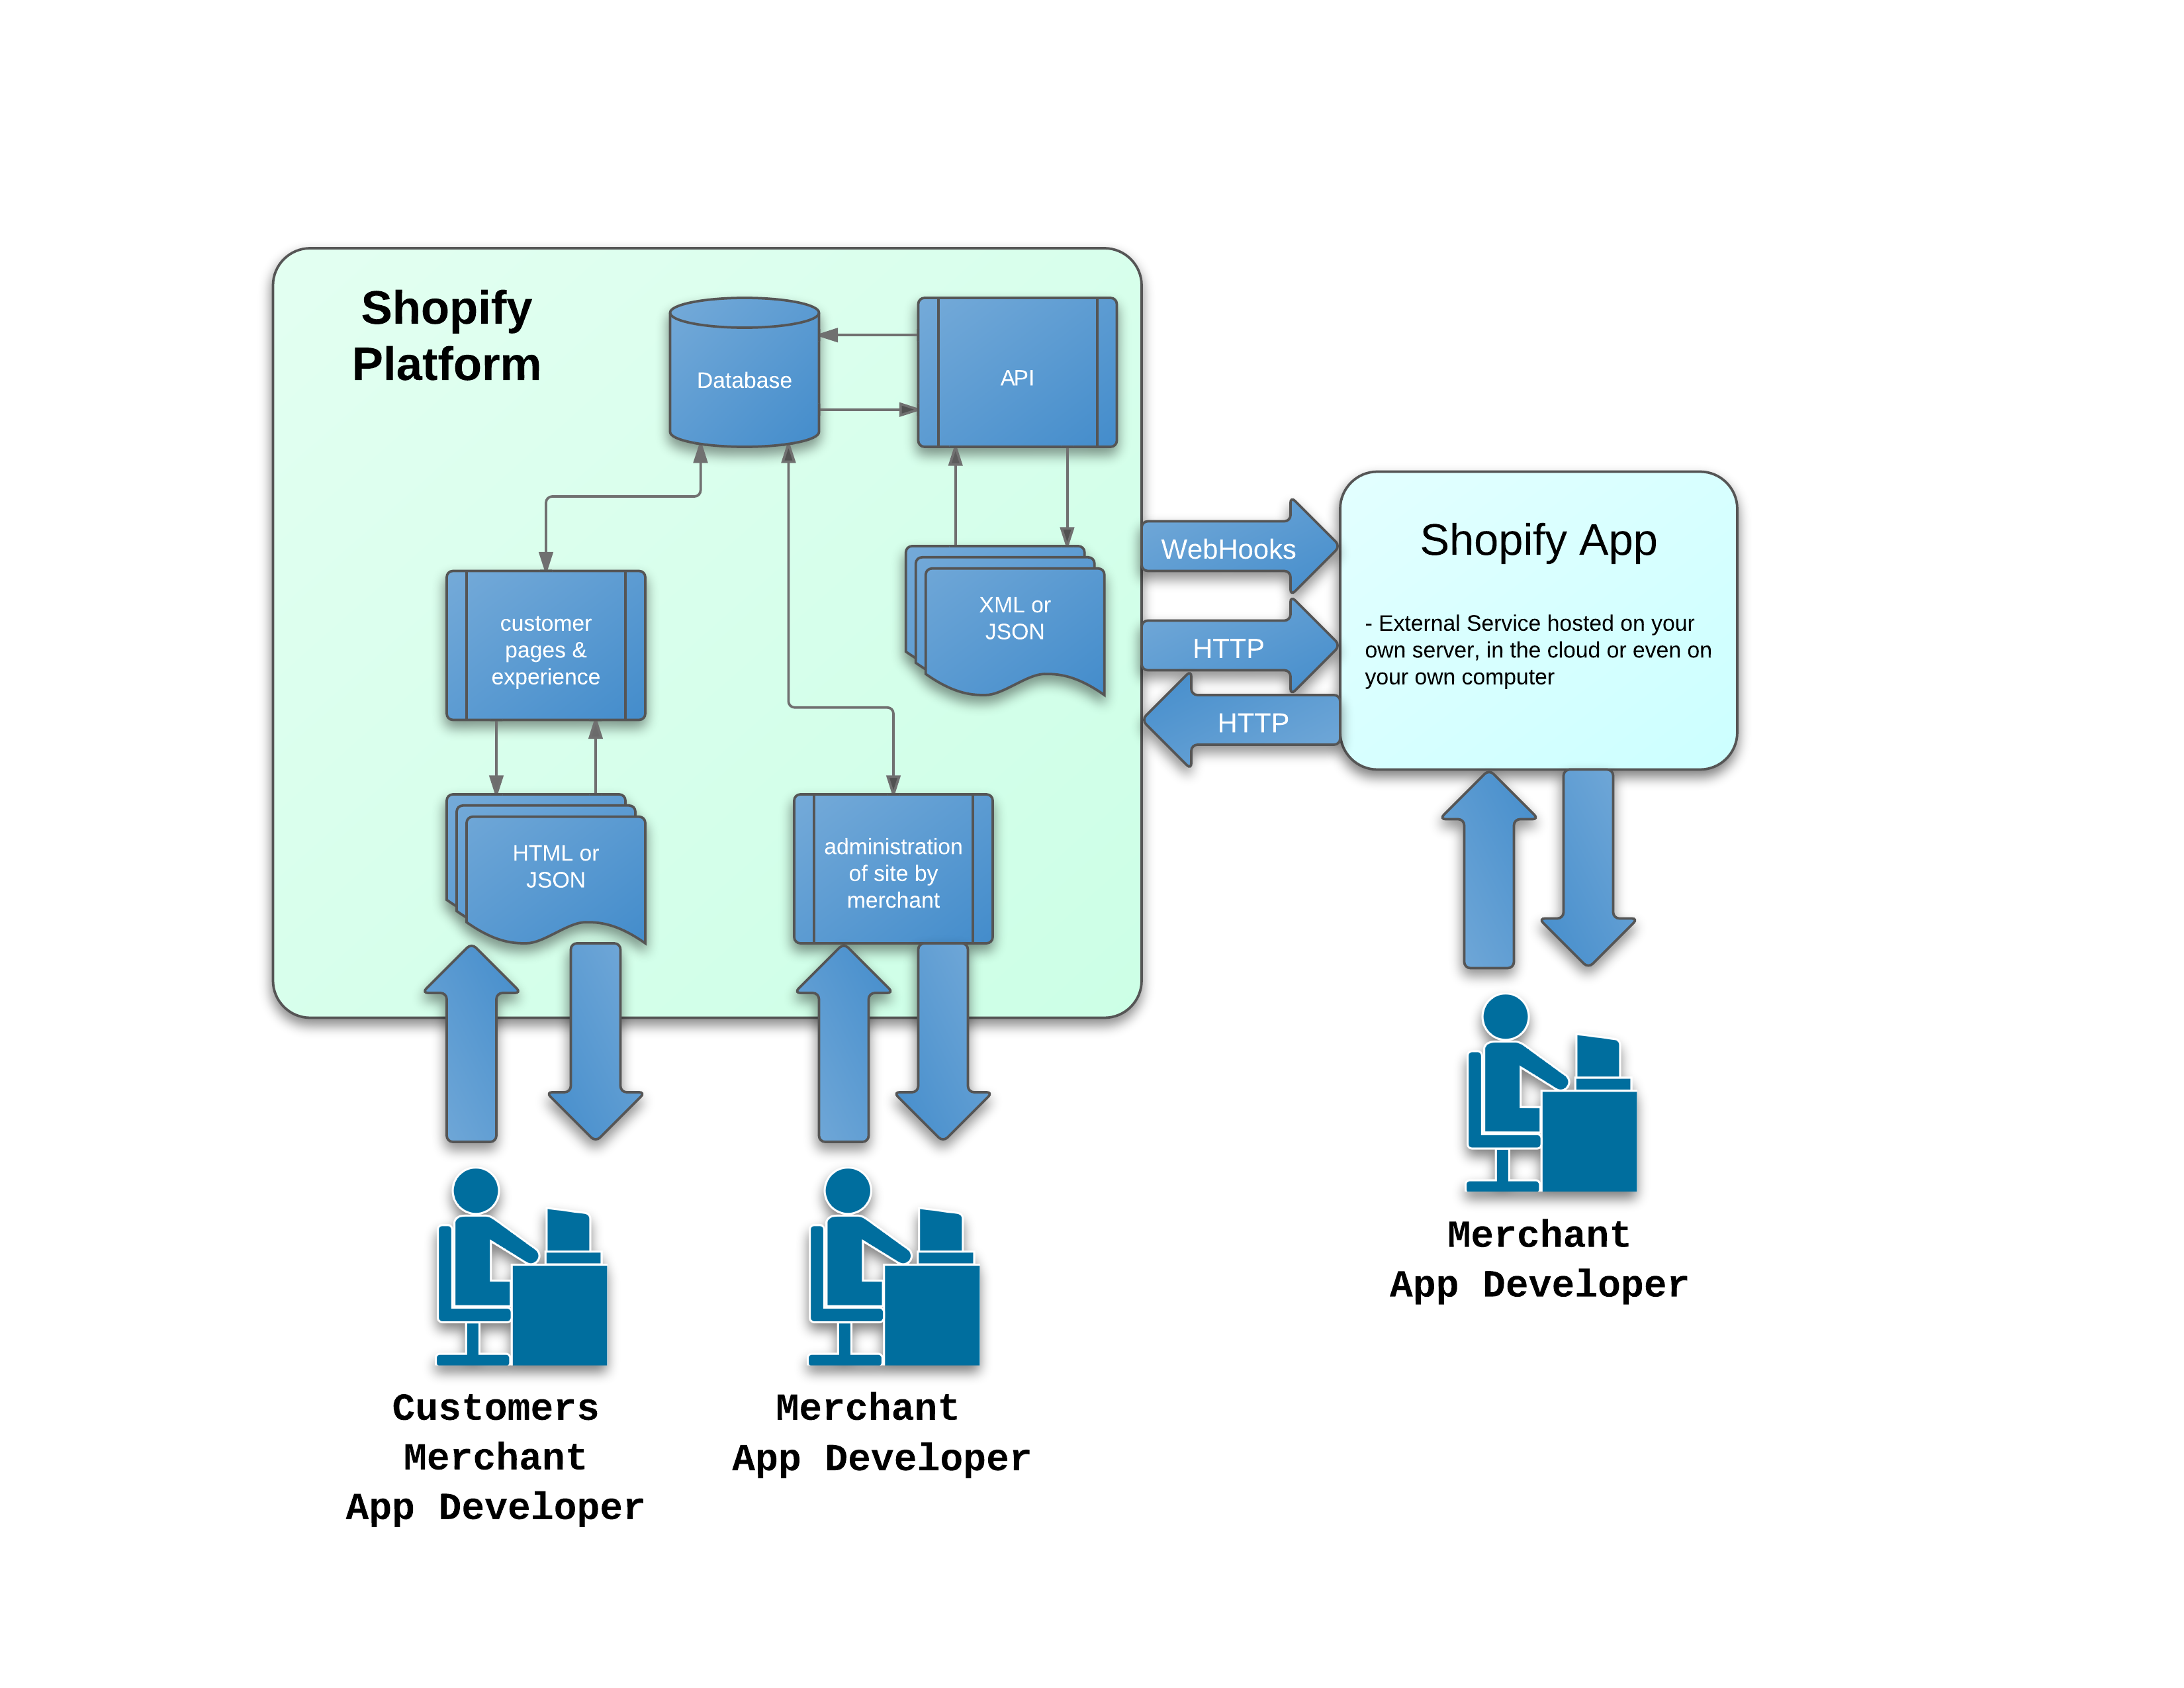 Shopify
Platform
Database
API
customer
pages &
experience
XML or
JSON
HTML or
JSON
administration
of site by
merchant
WebHooks
HTTP
HTTP
Shopify App
- External Service hosted on your
own server, in the cloud or even on
your own computer
Customers
Merchant
App Developer
Merchant
App Developer
Merchant
App Developer